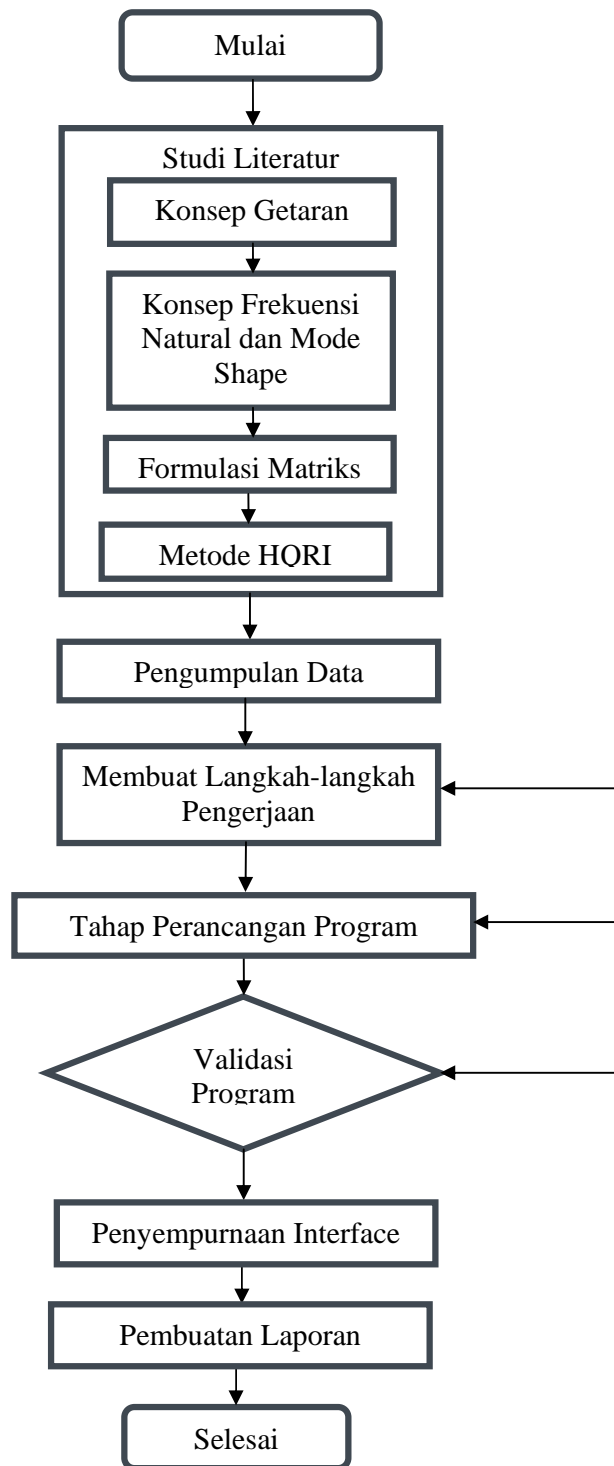 Mulai
Studi Literatur
Konsep Getaran
Konsep Frekuensi
Natural dan Mode
Shape
Formulasi Matriks
Metode HQRI
Pengumpulan Data
Membuat Langkah-langkah
Pengerjaan
Tahap Perancangan Program
Validasi
Program
Penyempurnaan Interface
Pembuatan Laporan
Selesai